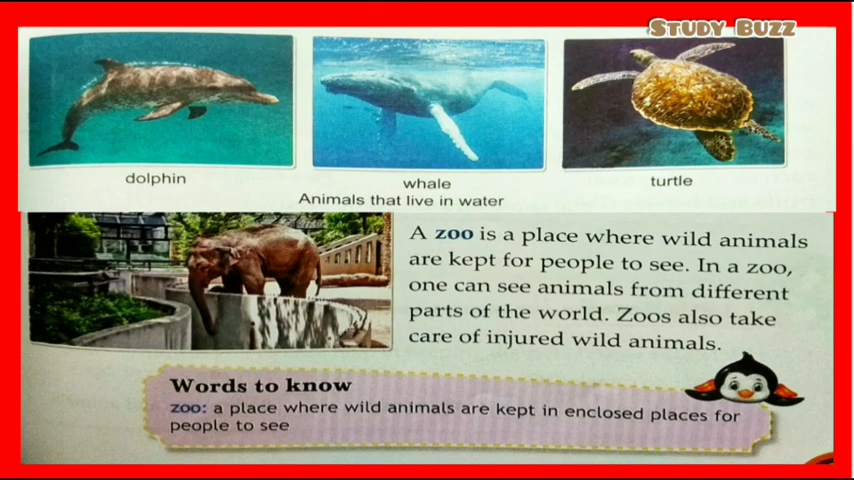 STUDY BUZZ
dolphin
whale
turtle
Animals that live in water
A zoo is a place where wild animals
are kept for people to see. In a zoo,
one can see animals from different
parts of the world. Zoos also take
care of injured wild animals.
Words to know
zoo: a place where wild animals are kept in enclosed places for
people to see